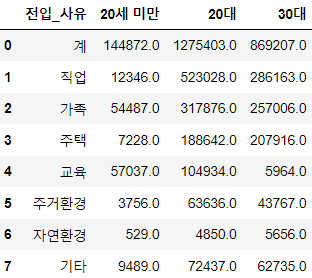 전입_사유 20세 미만 20대 30대
0 계 144872.0 1275403.0 869207.0
1 직업 12346.0 523028.0 286163.0
2 가족 54487.0 317876.0 257006.0
3 주택 7228.0 188642.0 207916.0
4 교육 57037.0 104934.0 5964.0
5 주거환경 3756.0 63636.0 43767.0
6 자연환경 529.0 4850.0 5656.0
7 기타 9489.0 72437.0 62735.0